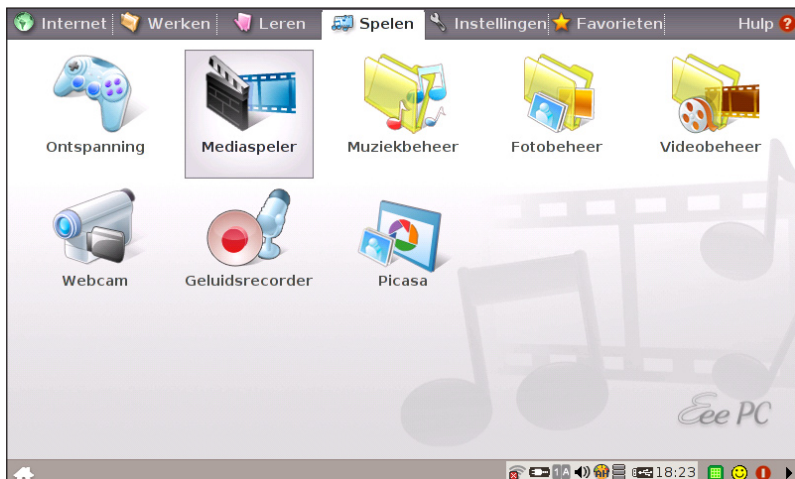 Internet Werken Leren Spelen Instellingen Favorieten Hulp ?
Ontspanning Mediaspeler Muziekbeheer Fotobeheer Videobeheer
Webcam Geluidsrecorder Picasa
Eee PC
1 A 18:23